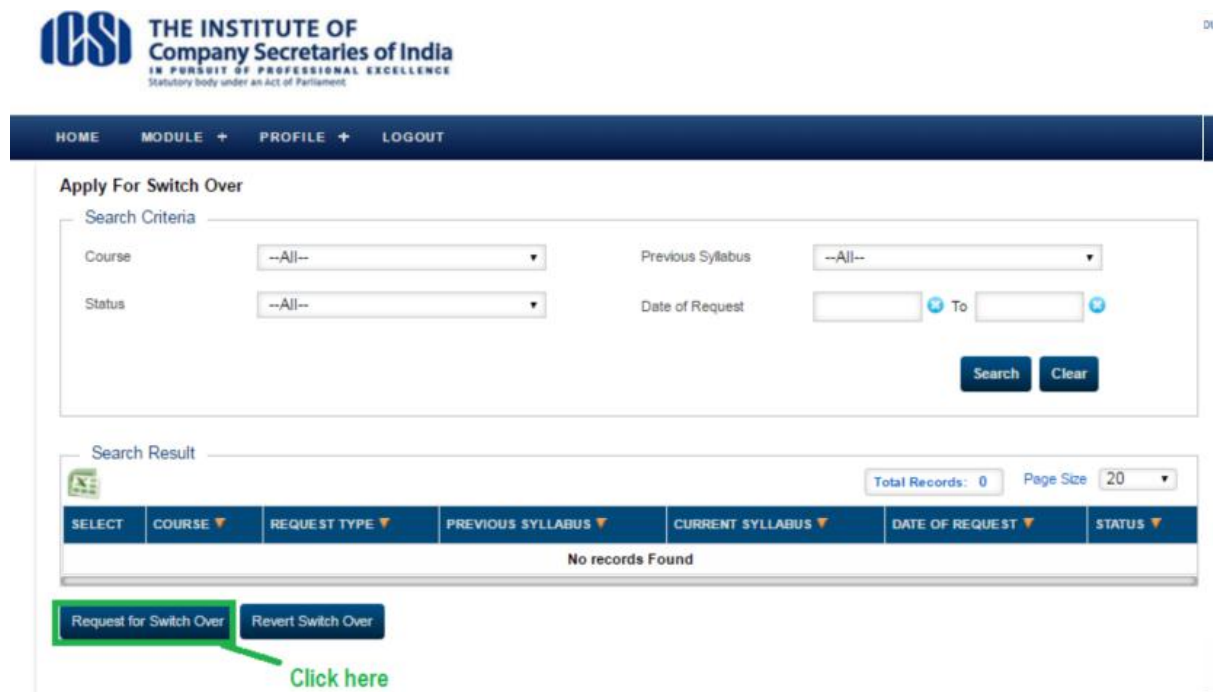 ICSI
THE INSTITUTE OF
Company Secretaries of India
IN PURSUIT OF PROFESSIONAL EXCELLENCE
Statutory body under an Act of Parliament
HOME MODULE + PROFILE + LOGOUT
Apply For Switch Over
Search Criteria
Course --All-- Previous Syllabus --All--
Status --All-- Date of Request To
Search Clear
Search Result
Total Records: 0 Page Size 20
SELECT COURSE REQUEST TYPE PREVIOUS SYLLABUS CURRENT SYLLABUS DATE OF REQUEST STATUS
No records Found
Request for Switch Over Revert Switch Over
Click here